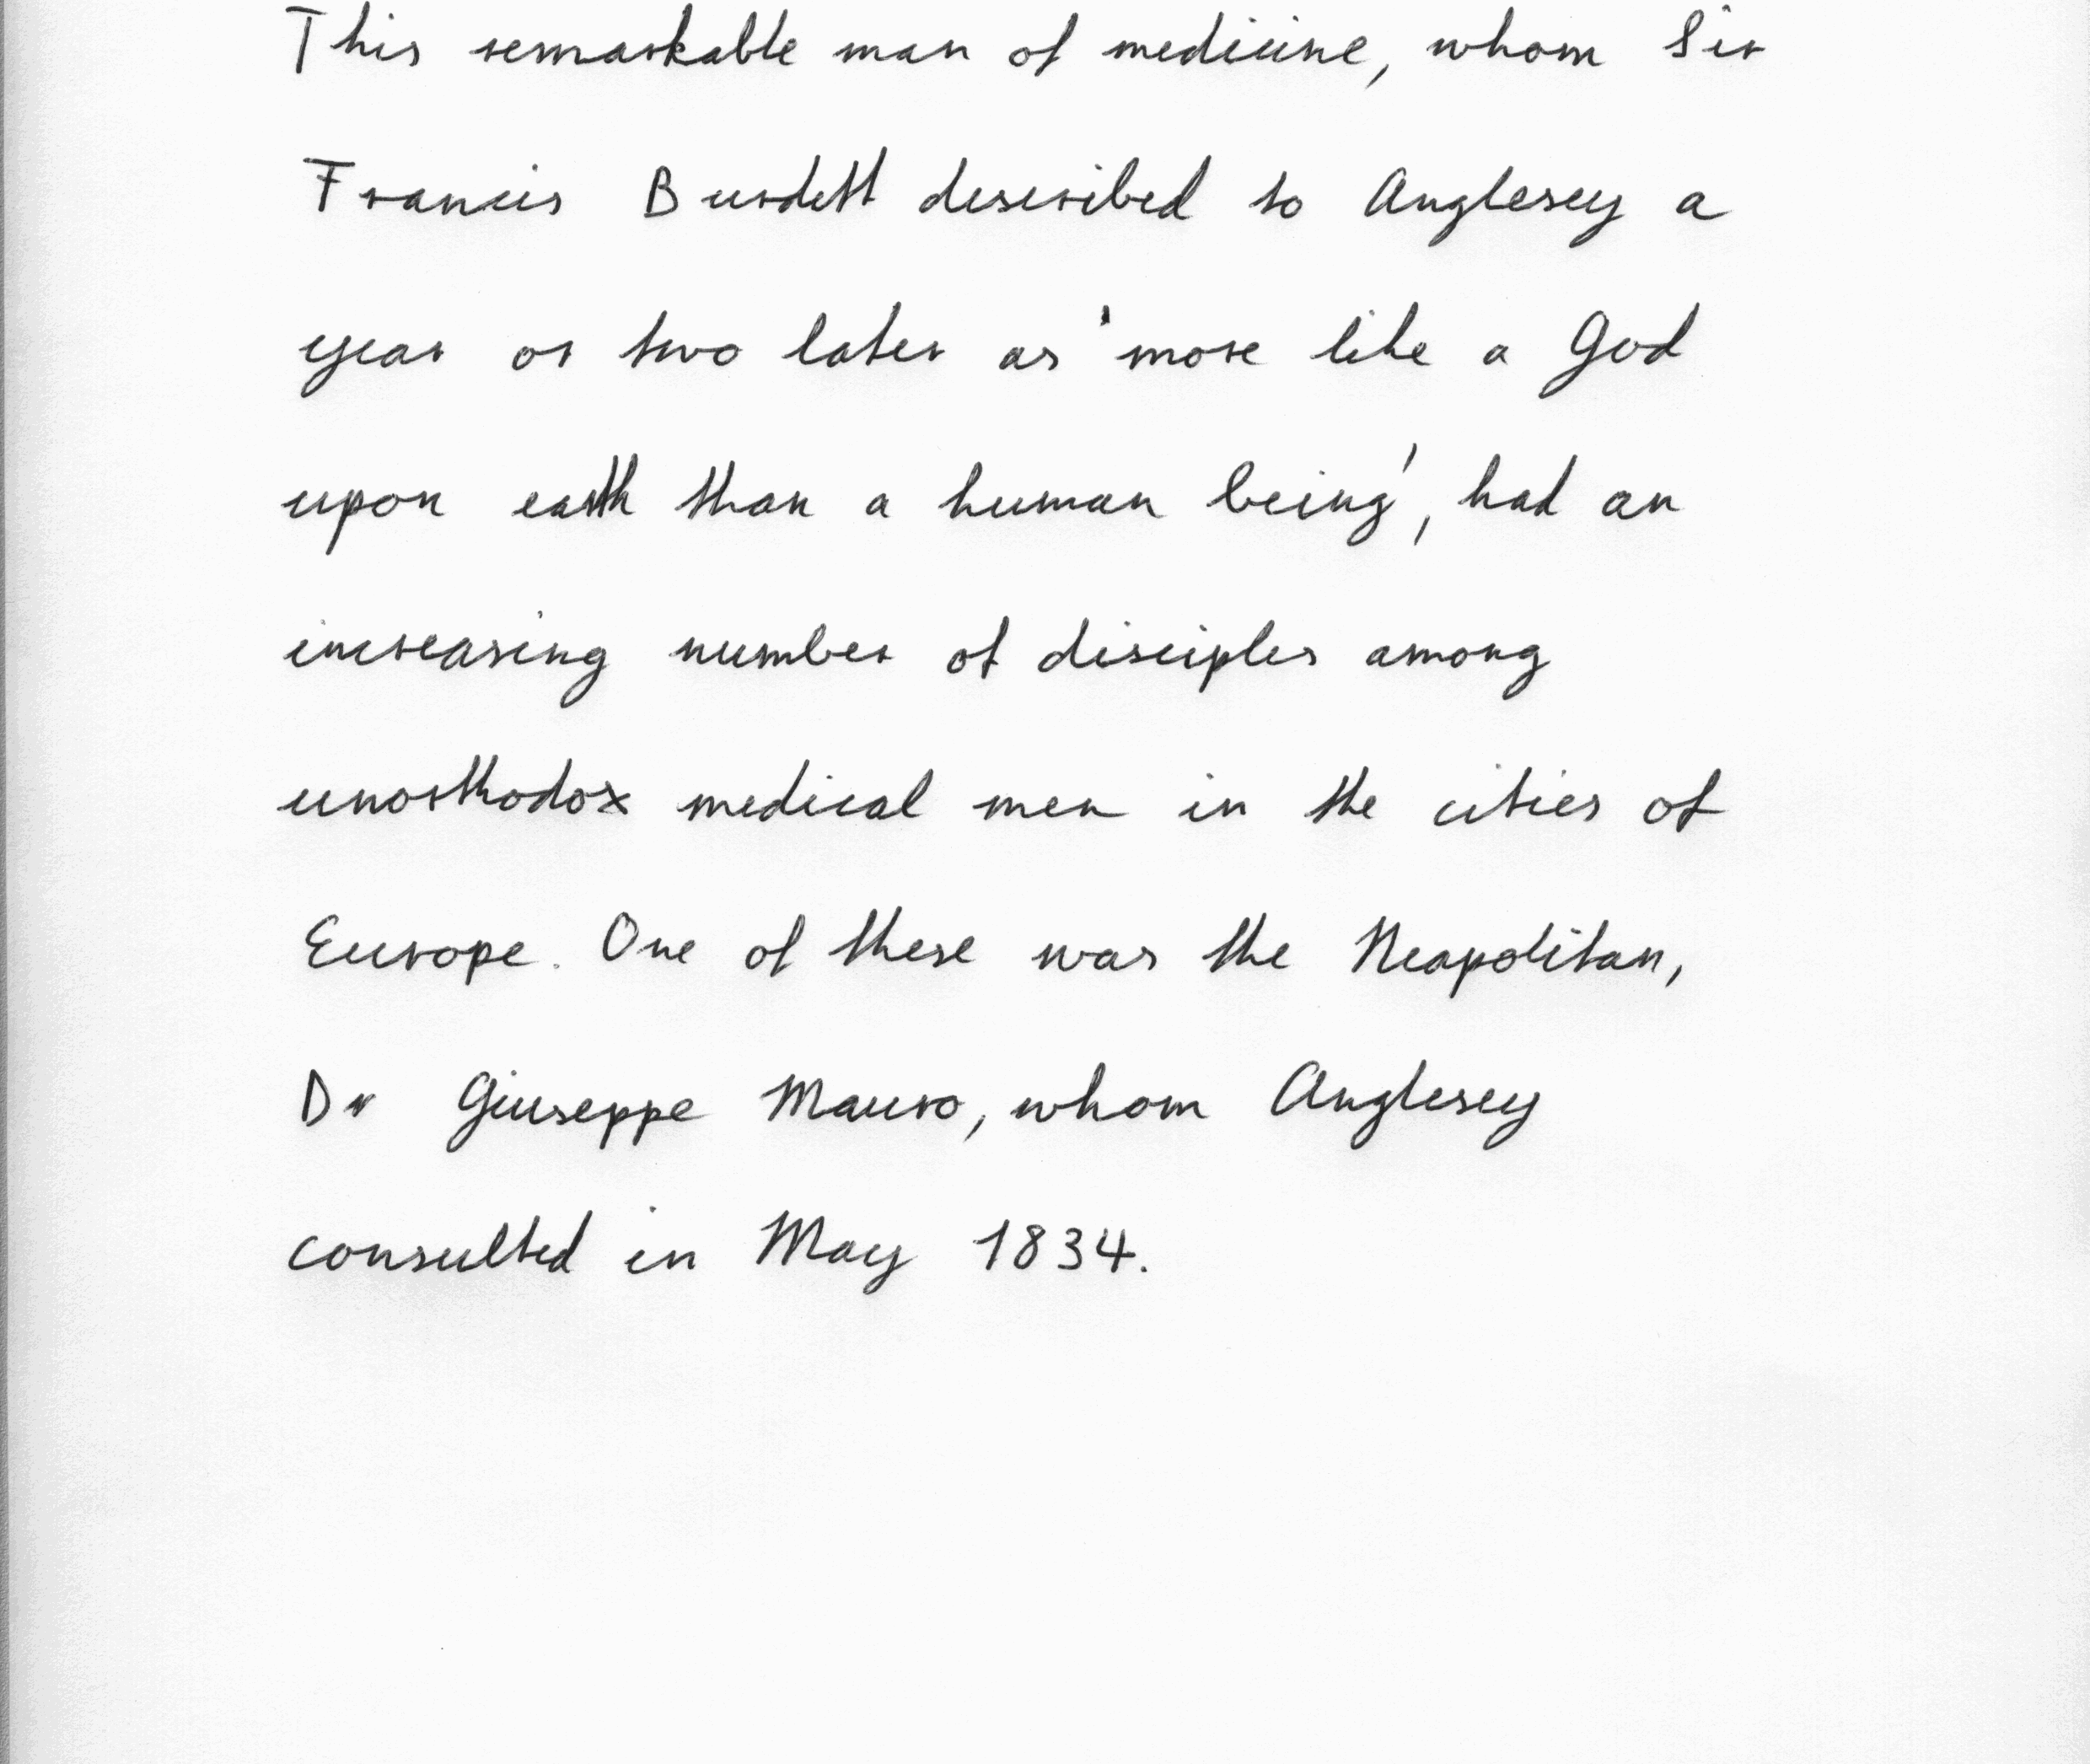 This remarkable man of medicine, whom Sir
Francis Burdett described to Anglesey a
year or two later as 'more like a God
upon earth than a human being', had an
increasing number of disciples among
unorthodox medical men in the cities of
Europe. One of these was the Neapolitan,
Dr Giuseppe Mauro, whom Anglesey
consulted in May 1834.